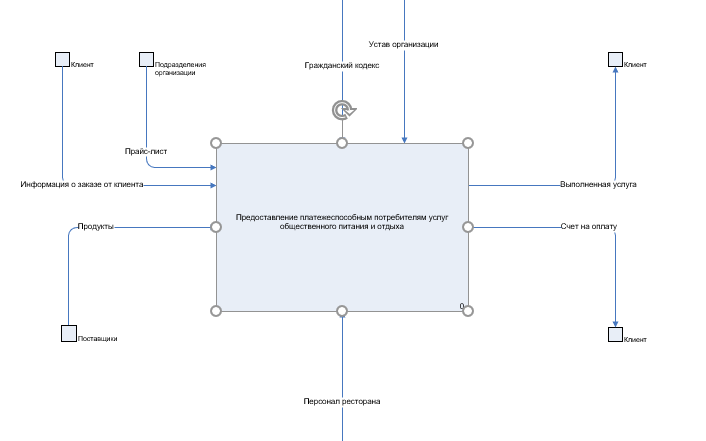 Устав организации
Гражданский кодекс
Клиент
Подразделения
организации
Клиент
Прайс-лист
Информация о заказе от клиента
Выполненная услуга
Предоставление платежеспособным потребителям услуг
общественного питания и отдыха
Продукты
Счет на оплату
0
Поставщики
Клиент
Персонал ресторана